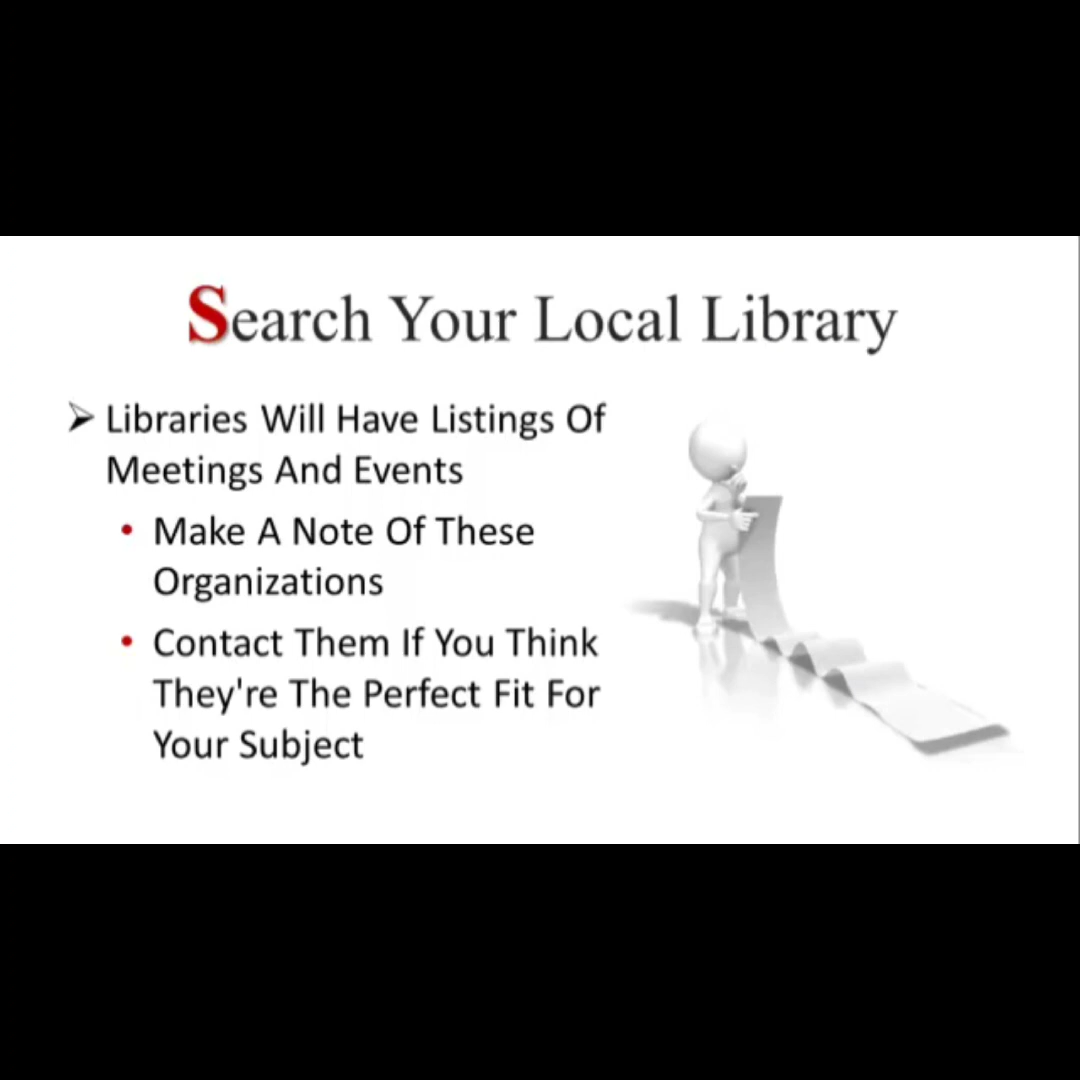 Search Your Local Library
Libraries Will Have Listings Of
Meetings And Events
Make A Note Of These
Organizations
Contact Them If You Think
They're The Perfect Fit For
Your Subject